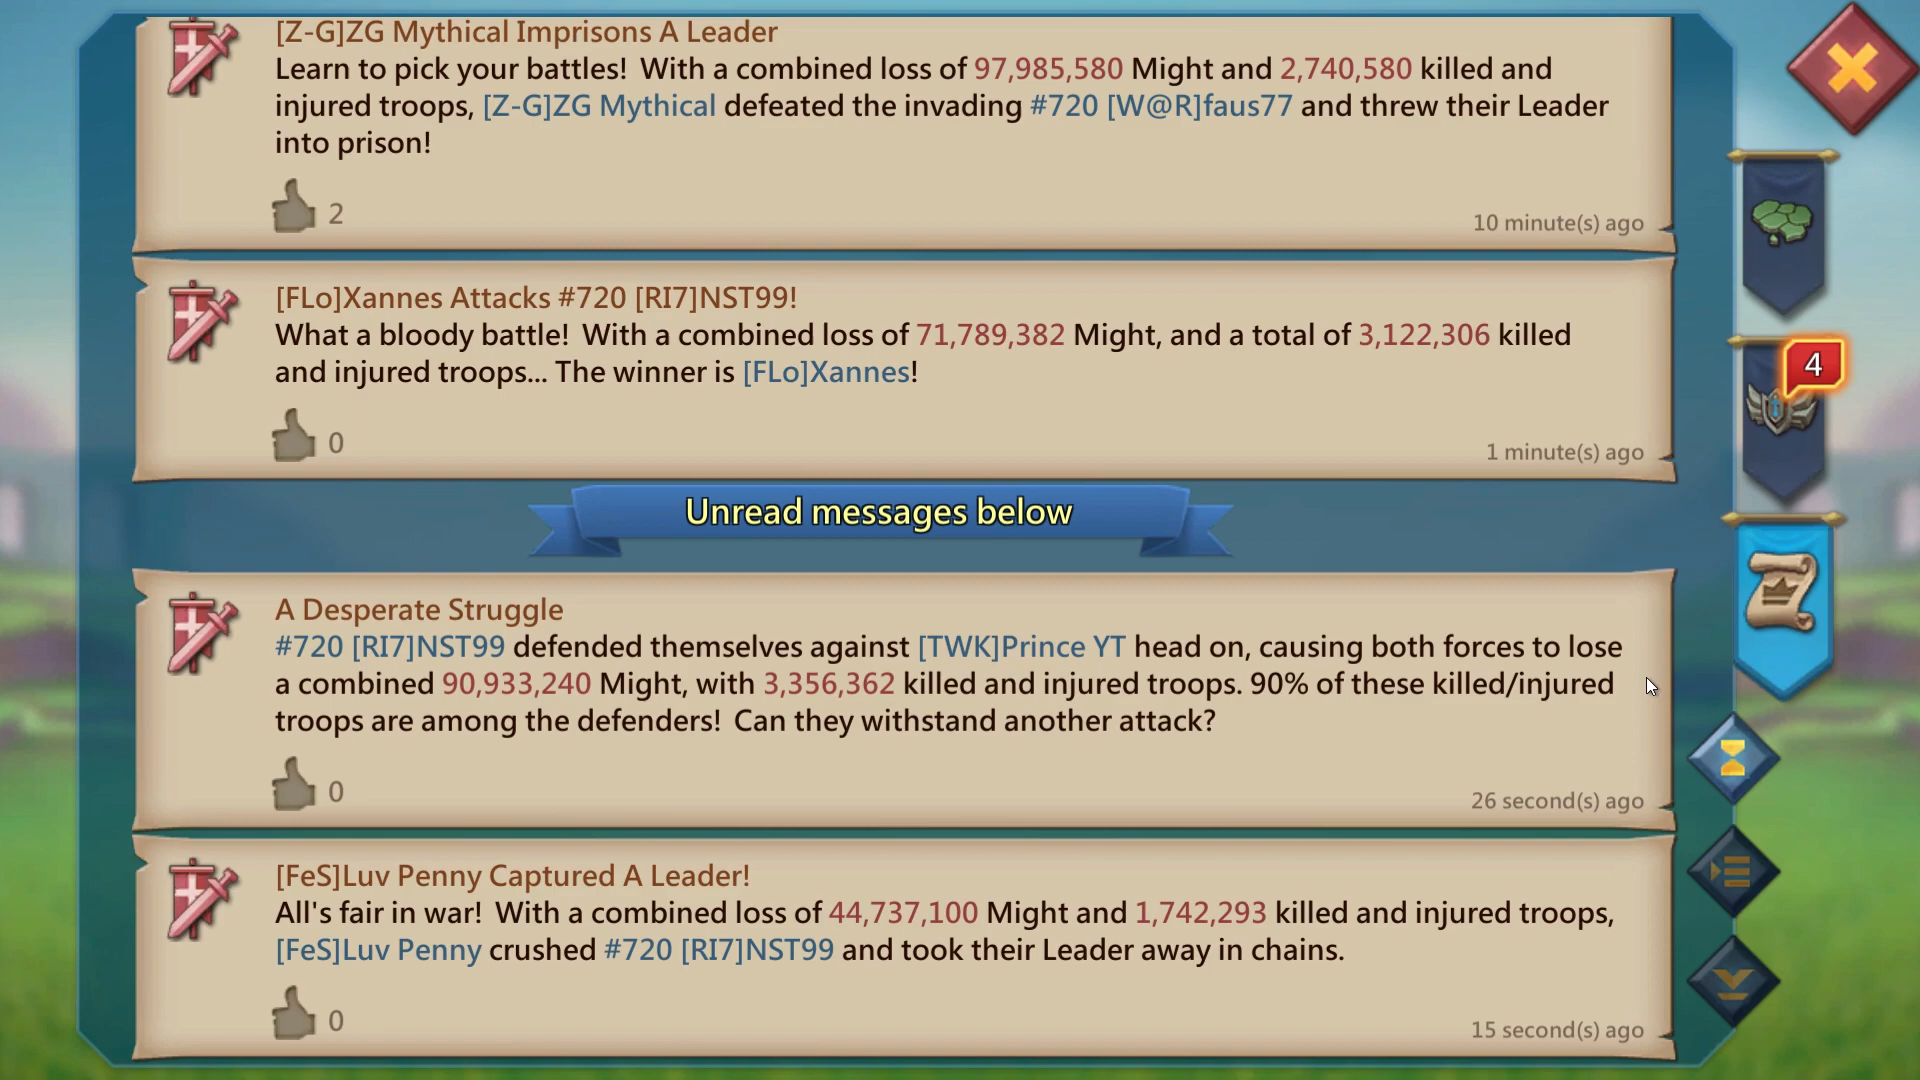 [Z-G]ZG Mythical Imprisons A Leader
Learn to pick your battles! With a combined loss of 97,985,580 Might and 2,740,580 killed and
injured troops, [Z-G]ZG Mythical defeated the invading #720 [W@R]faus77 and threw their Leader
into prison!
2
10 minute(s) ago
[FLo]Xannes Attacks #720 [RI7]NST99!
What a bloody battle! With a combined loss of 71,789,382 Might, and a total of 3,122,306 killed
and injured troops... The winner is [FLo]Xannes!
0
1 minute(s) ago
4
Unread messages below
A Desperate Struggle
#720 [RI7]NST99 defended themselves against [TWK]Prince YT head on, causing both forces to lose
a combined 90,933,240 Might, with 3,356,362 killed and injured troops. 90% of these killed/injured
troops are among the defenders! Can they withstand another attack?
0
26 second(s) ago
[FeS]Luv Penny Captured A Leader!
All's fair in war! With a combined loss of 44,737,100 Might and 1,742,293 killed and injured troops,
[FeS]Luv Penny crushed #720 [RI7]NST99 and took their Leader away in chains.
0
15 second(s) ago